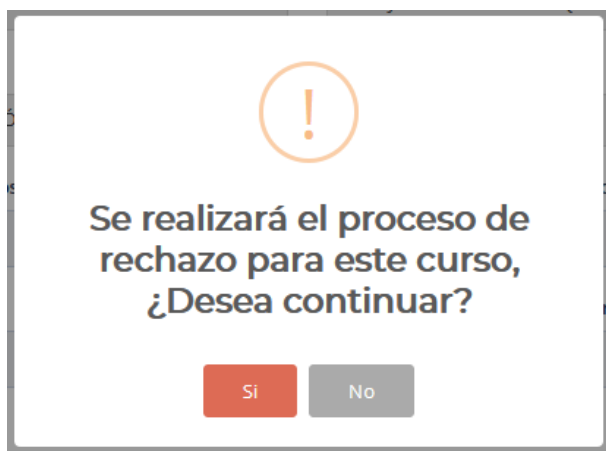 !
Se realizará el proceso de
rechazo para este curso,
¿Desea continuar?
Si
No